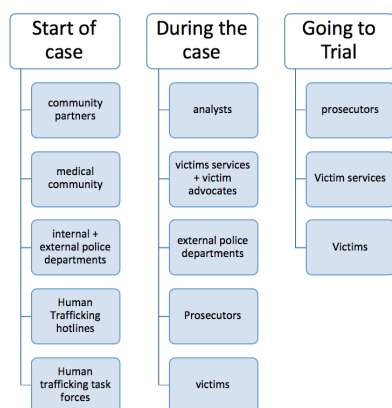 Start of
case
community
partners
medical
community
internal +
external police
departments
Human
Trafficking
hotlines
Human
trafficking task
forces
During the
case
analysts
victims services
+ victim
advocates
external police
departments
Prosecutors
victims
Going to
Trial
prosecutors
Victim services
Victims